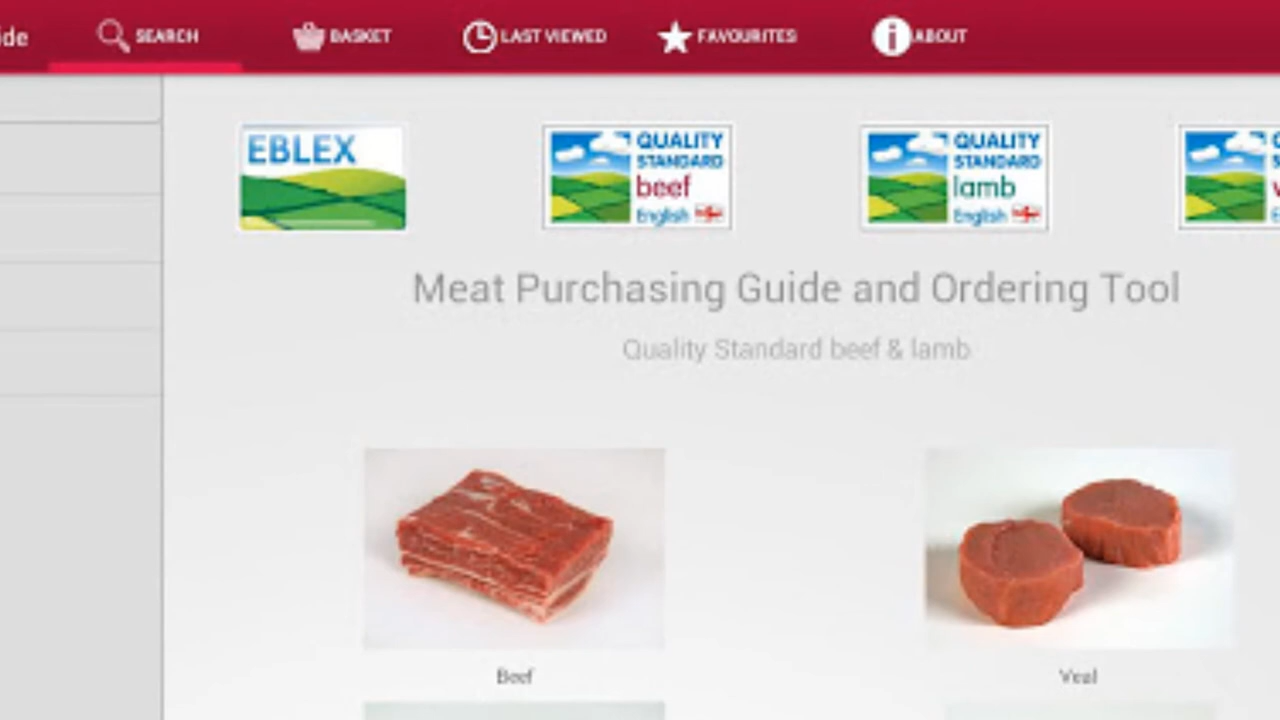 ide SEARCH BASKET LAST VIEWED FAVOURITES ABOUT
EBLEX
QUALITY
STANDARD
beef
English
QUALITY
STANDARD
lamb
English
Meat Purchasing Guide and Ordering Tool
Quality Standard beef & lamb
Beef
Veal